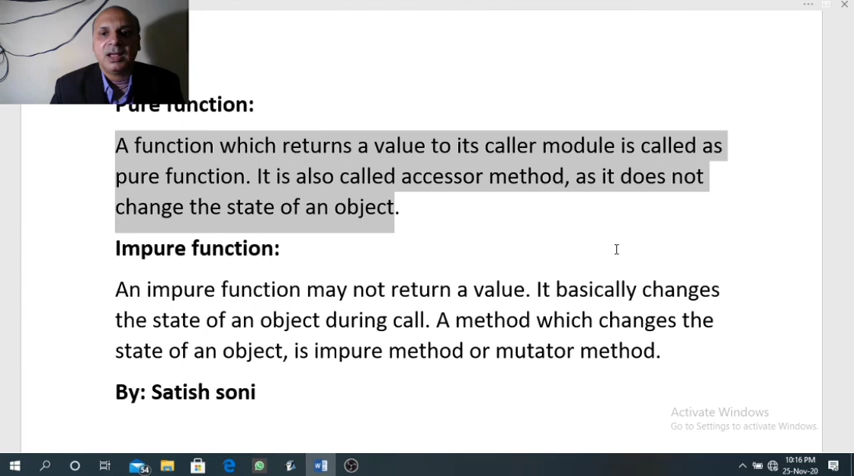 Pure function:
A function which returns a value to its caller module is called as
pure function. It is also called accessor method, as it does not
change the state of an object.
Impure function:
An impure function may not return a value. It basically changes
the state of an object during call. A method which changes the
state of an object, is impure method or mutator method.
By: Satish soni
Activate Windows
Go to Settings to activate Windows.
54
10:16 PM
25-Nov-20